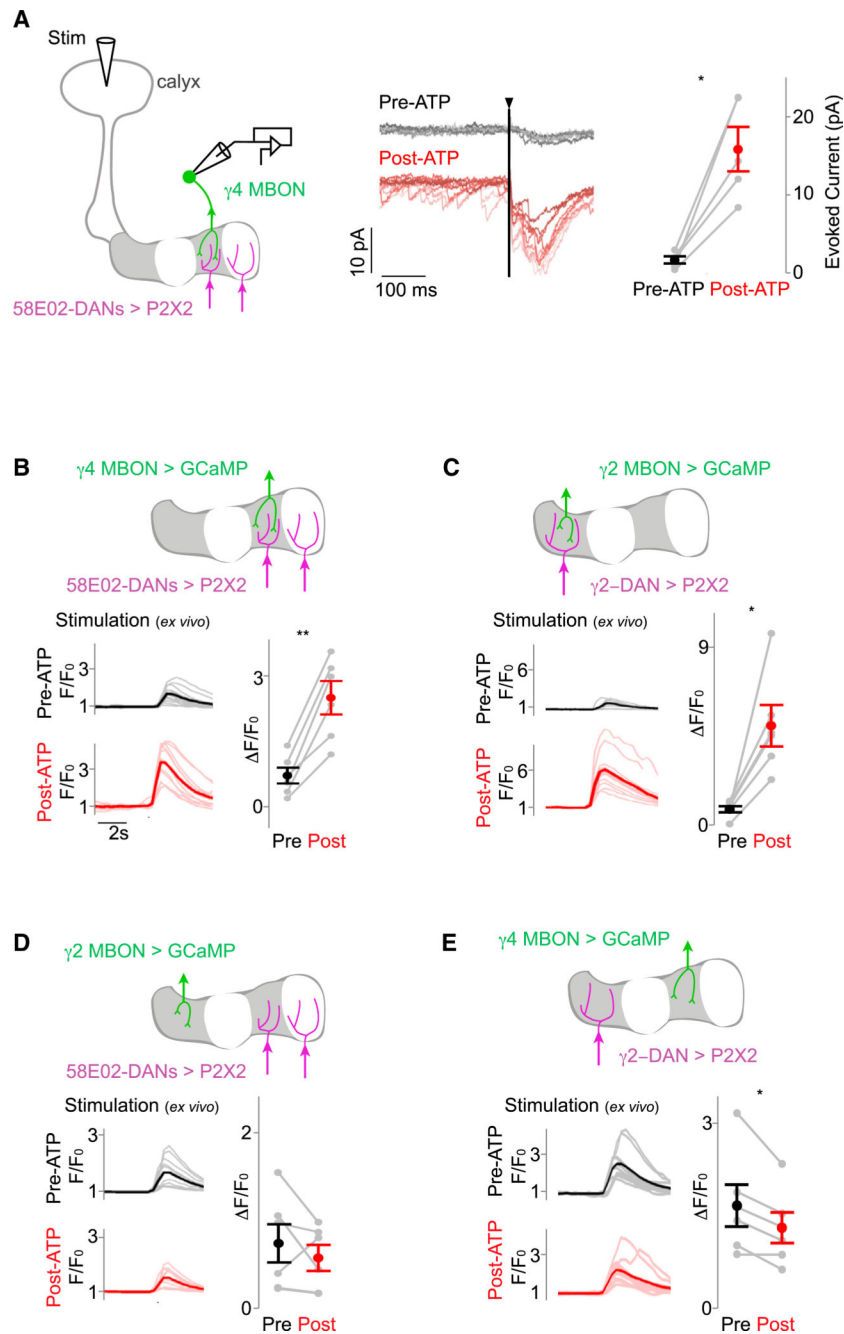 A
Stim
calyx
γ4 MBON
58E02-DANs > P2X2
Pre-ATP
Post-ATP
10 pA
100 ms
*
20
10
0
Evoked Current (pA)
Pre-ATP Post-ATP
B
γ4 MBON > GCaMP
58E02-DANs > P2X2
Stimulation (ex vivo)
Pre-ATP
F/F₀
3
1
Post-ATP
F/F₀
3
1
2s
**
ΔF/F₀
3
0
Pre Post
C
γ2 MBON > GCaMP
γ2–DAN > P2X2
Stimulation (ex vivo)
Pre-ATP
F/F₀
6
1
Post-ATP
F/F₀
6
1
*
ΔF/F₀
9
0
Pre Post
D
γ2 MBON > GCaMP
58E02-DANs > P2X2
Stimulation (ex vivo)
Pre-ATP
F/F₀
3
1
Post-ATP
F/F₀
3
1
ΔF/F₀
2
0
Pre Post
E
γ4 MBON > GCaMP
γ2–DAN > P2X2
Stimulation (ex vivo)
Pre-ATP
F/F₀
3
1
Post-ATP
F/F₀
3
1
*
ΔF/F₀
3
0
Pre Post